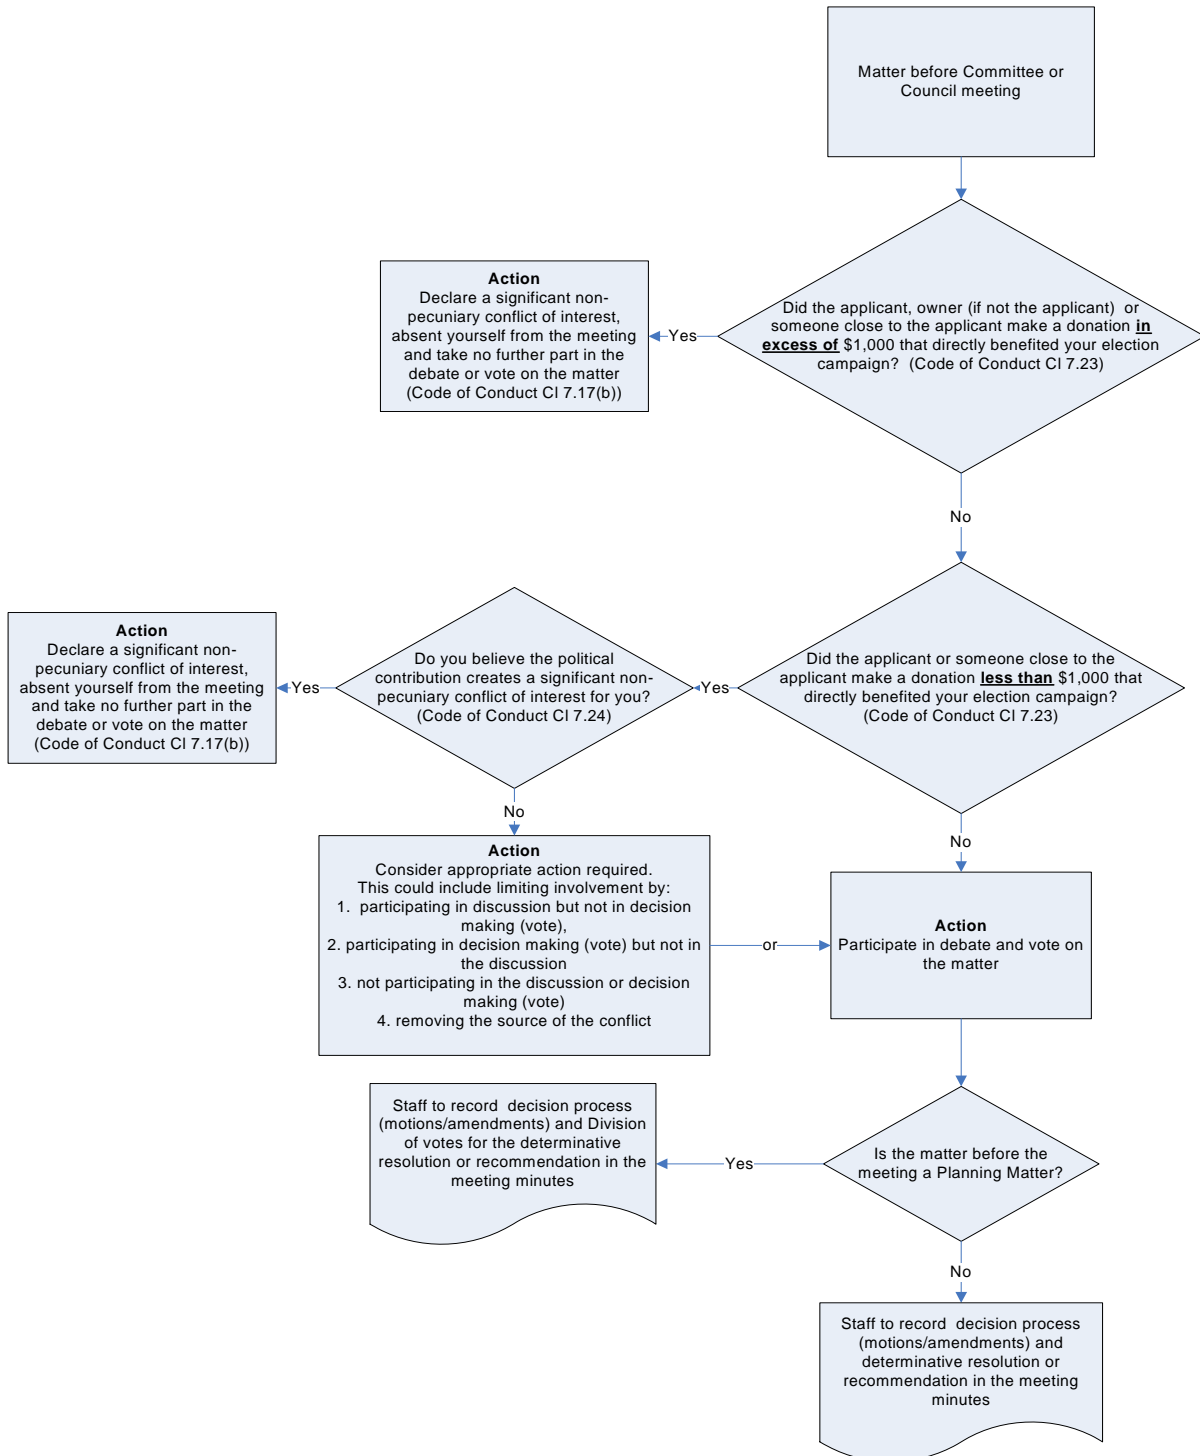 Matter before Committee or
Council meeting
Action
Declare a significant non-
pecuniary conflict of interest,
absent yourself from the meeting
and take no further part in the
debate or vote on the matter
(Code of Conduct Cl 7.17(b))
Yes
Did the applicant, owner (if not the applicant) or
someone close to the applicant make a donation in
excess of $1,000 that directly benefited your election
campaign? (Code of Conduct Cl 7.23)
No
Action
Declare a significant non-
pecuniary conflict of interest,
absent yourself from the meeting
and take no further part in the
debate or vote on the matter
(Code of Conduct Cl 7.17(b))
Yes
Do you believe the political
contribution creates a significant non-
pecuniary conflict of interest for you?
(Code of Conduct Cl 7.24)
Yes
Did the applicant or someone close to the
applicant make a donation less than $1,000 that
directly benefited your election campaign?
(Code of Conduct Cl 7.23)
No
No
Action
Consider appropriate action required.
This could include limiting involvement by:
1. participating in discussion but not in decision
making (vote),
2. participating in decision making (vote) but not in
the discussion
3. not participating in the discussion or decision
making (vote)
4. removing the source of the conflict
or
Action
Participate in debate and vote on
the matter
Staff to record decision process
(motions/amendments) and Division
of votes for the determinative
resolution or recommendation in the
meeting minutes
Yes
Is the matter before the
meeting a Planning Matter?
No
Staff to record decision process
(motions/amendments) and
determinative resolution or
recommendation in the meeting
minutes